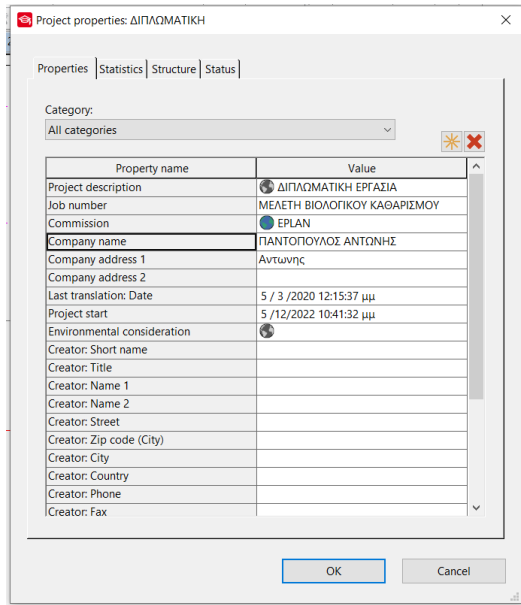 Project properties: ΔΙΠΛΩΜΑΤΙΚΗ
Properties Statistics Structure Status
Category:
All categories
Property name Value
Project description ΔΙΠΛΩΜΑΤΙΚΗ ΕΡΓΑΣΙΑ
Job number ΜΕΛΕΤΗ ΒΙΟΛΟΓΙΚΟΥ ΚΑΘΑΡΙΣΜΟΥ
Commission EPLAN
Company name ΠΑΝΤΟΠΟΥΛΟΣ ΑΝΤΩΝΗΣ
Company address 1 Αντωνης
Company address 2
Last translation: Date 5 / 3 /2020 12:15:37 μμ
Project start 5 /12/2022 10:41:32 μμ
Environmental consideration
Creator: Short name
Creator: Title
Creator: Name 1
Creator: Name 2
Creator: Street
Creator: Zip code (City)
Creator: City
Creator: Country
Creator: Phone
Creator: Fax
OK Cancel